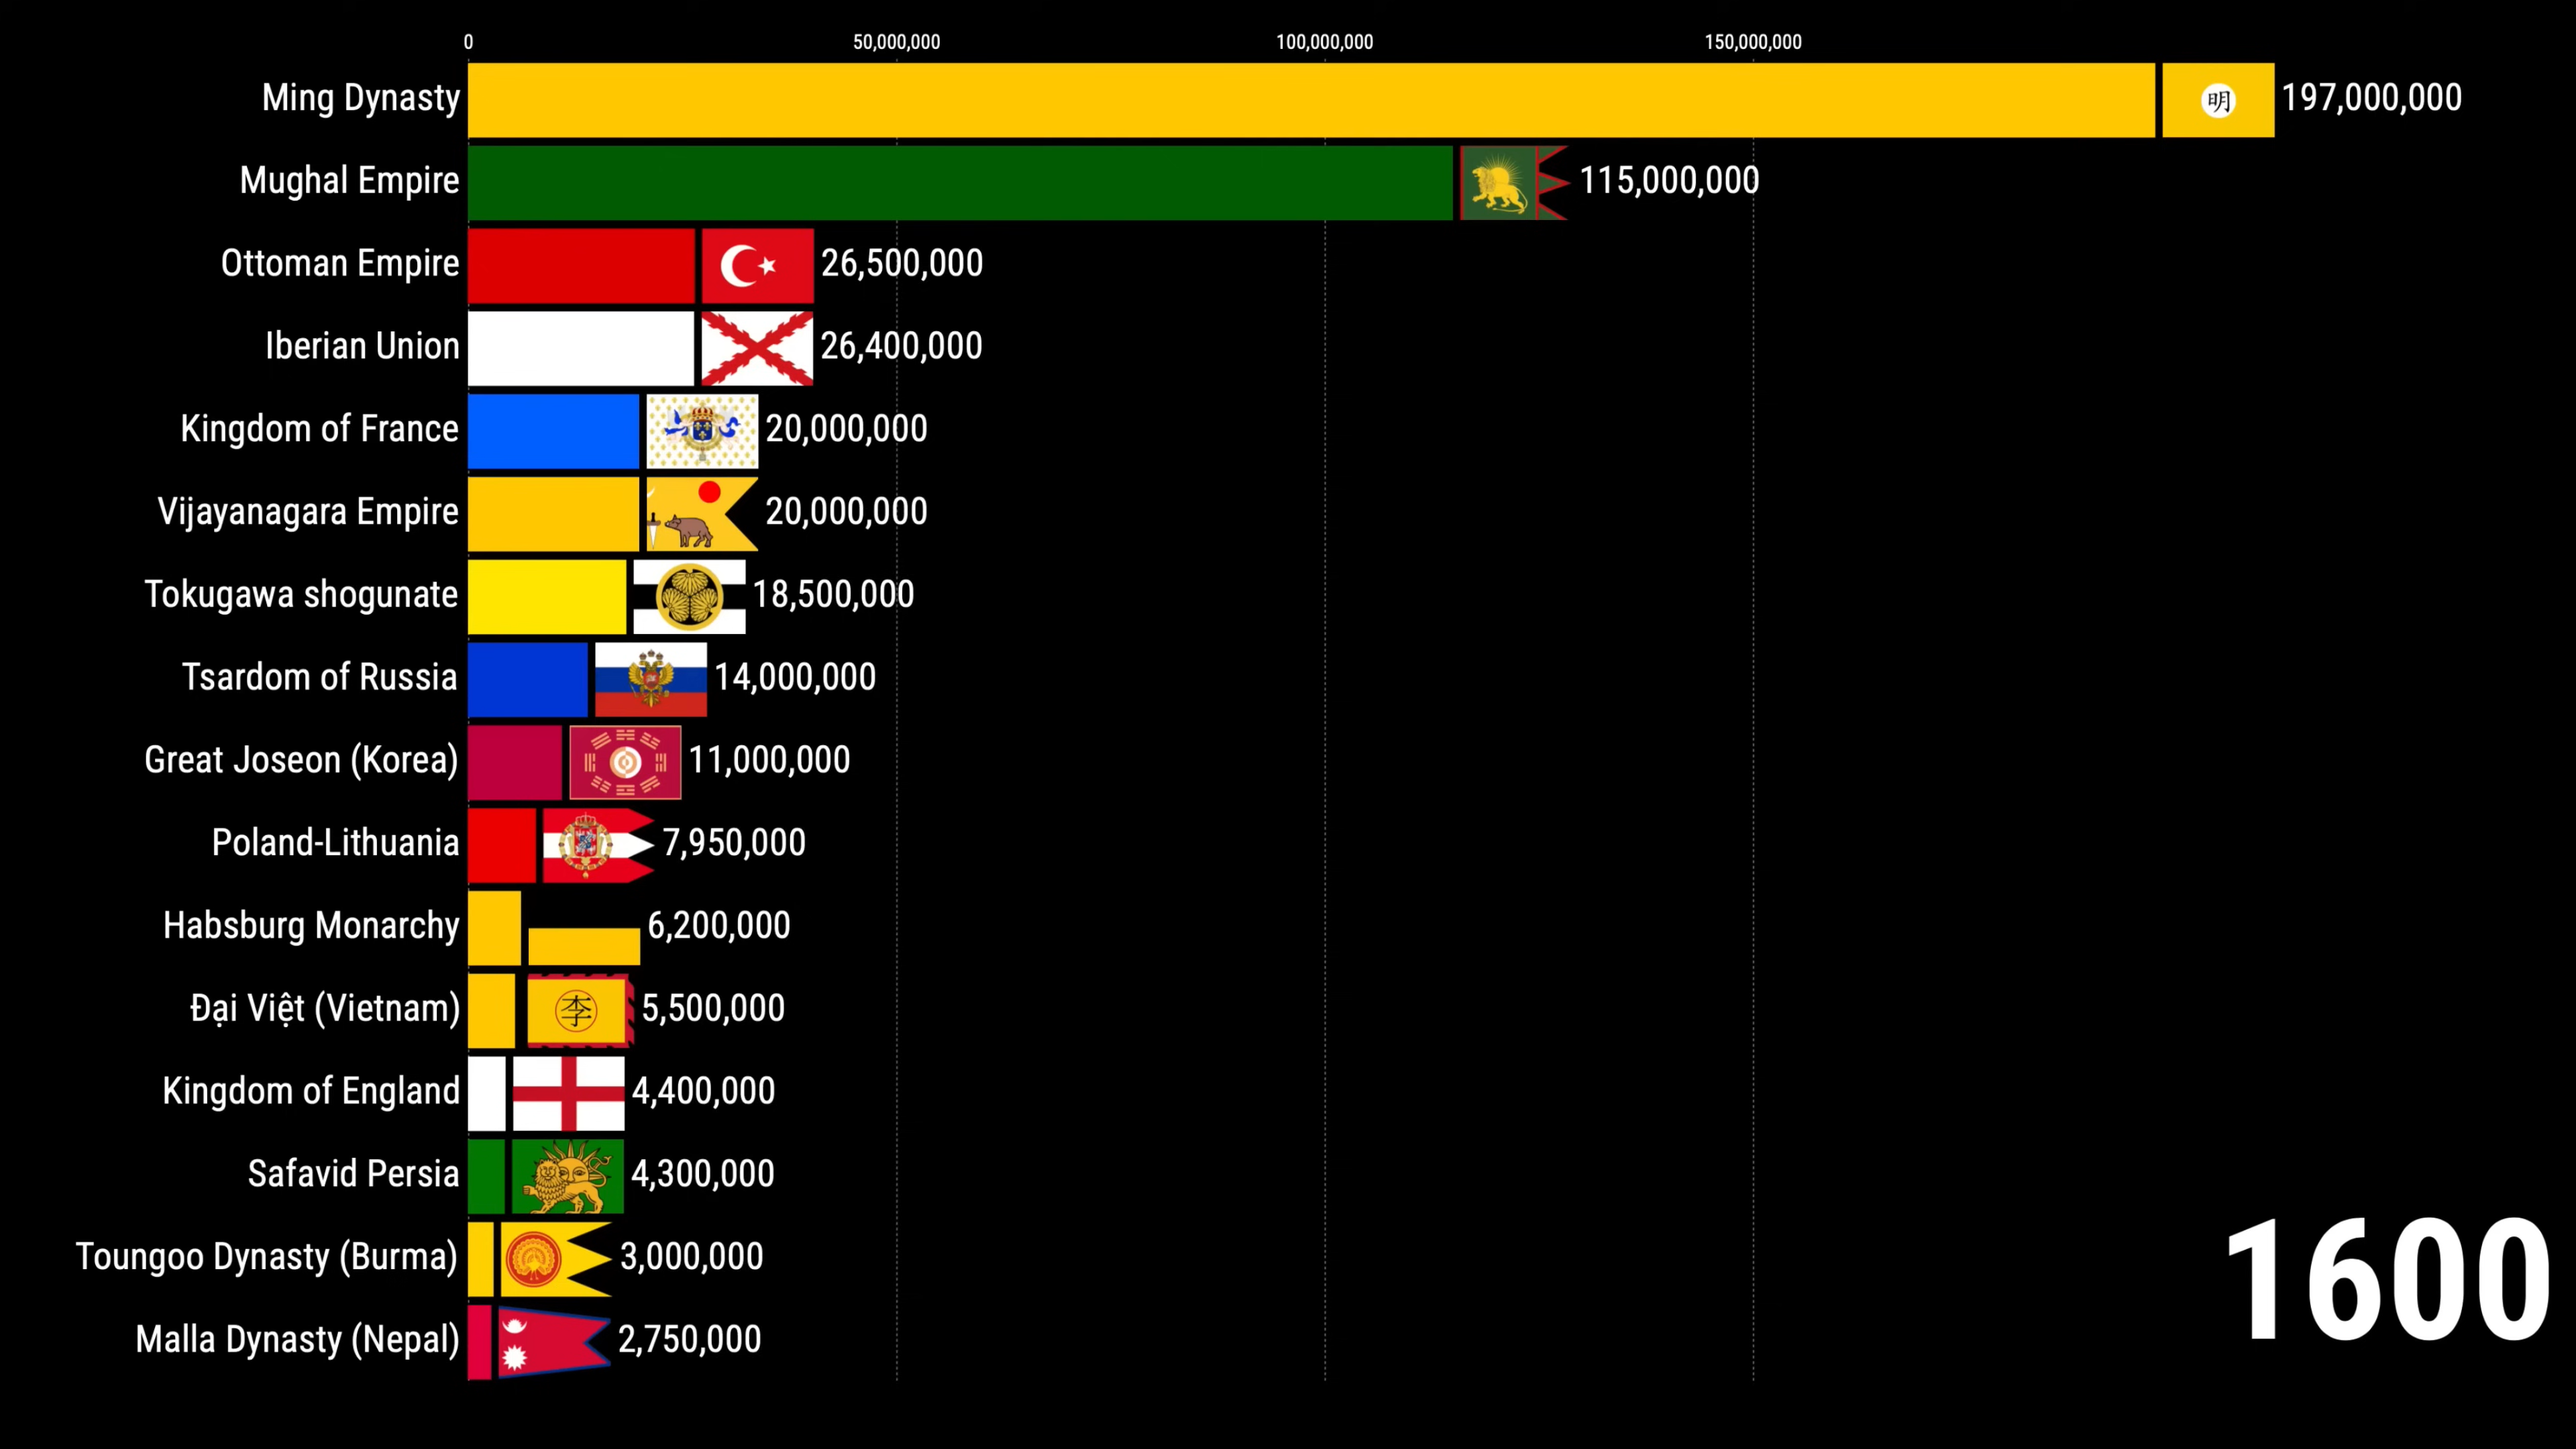 0 50,000,000 100,000,000 150,000,000
Ming Dynasty 明 197,000,000
Mughal Empire 115,000,000
Ottoman Empire 26,500,000
Iberian Union 26,400,000
Kingdom of France 20,000,000
Vijayanagara Empire 20,000,000
Tokugawa shogunate 18,500,000
Tsardom of Russia 14,000,000
Great Joseon (Korea) 11,000,000
Poland-Lithuania 7,950,000
Habsburg Monarchy 6,200,000
Đại Việt (Vietnam) 李 5,500,000
Kingdom of England 4,400,000
Safavid Persia 4,300,000
Toungoo Dynasty (Burma) 3,000,000
Malla Dynasty (Nepal) 2,750,000
1600